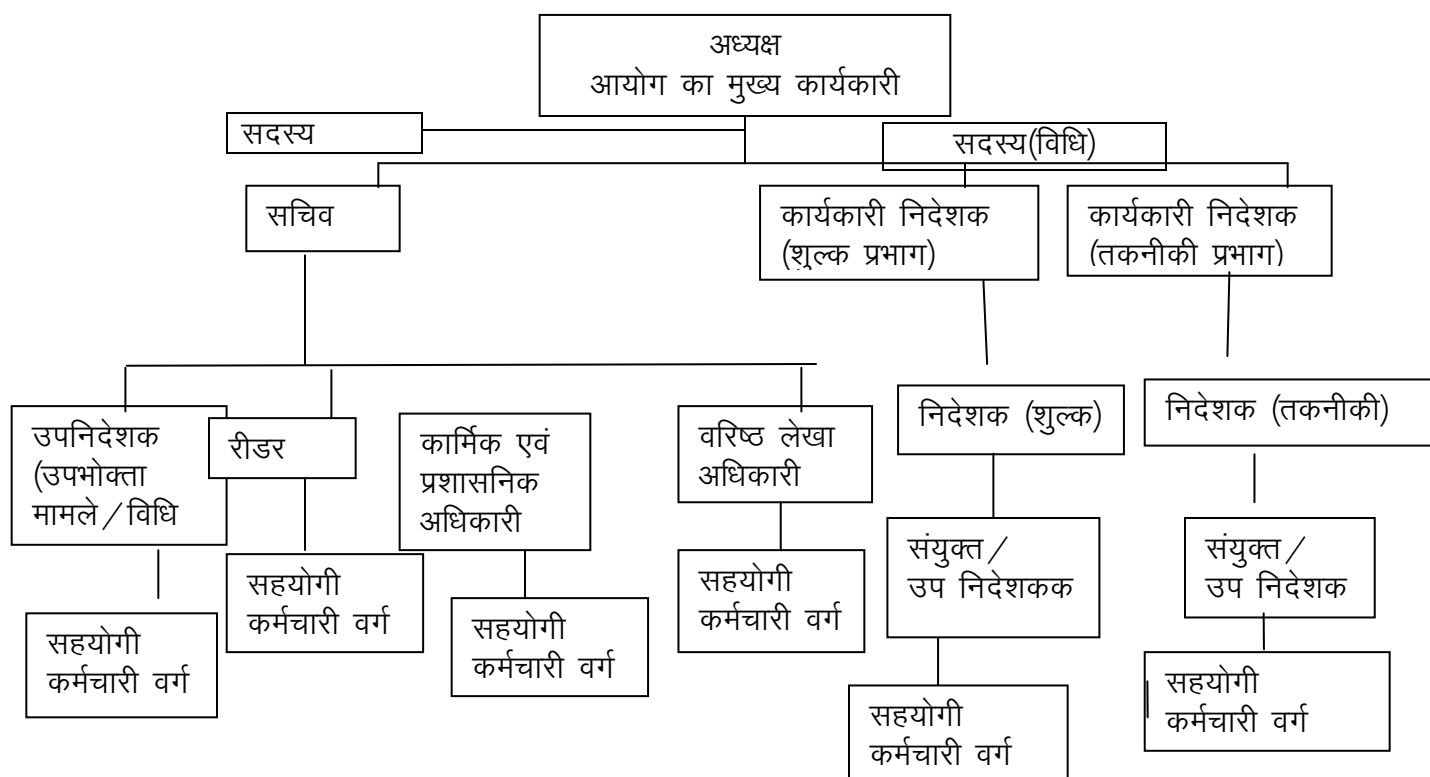 अध्यक्ष
आयोग का मुख्य कार्यकारी
सदस्य
सदस्य(विधि)
सचिव
कार्यकारी निदेशक
(शुल्क प्रभाग)
कार्यकारी निदेशक
(तकनीकी प्रभाग)
उपनिदेशक
(उपभोक्ता
मामले/विधि
रीडर
कार्मिक एवं
प्रशासनिक
अधिकारी
वरिष्ठ लेखा
अधिकारी
निदेशक (शुल्क)
निदेशक (तकनीकी)
सहयोगी
कर्मचारी वर्ग
सहयोगी
कर्मचारी वर्ग
सहयोगी
कर्मचारी वर्ग
सहयोगी
कर्मचारी वर्ग
संयुक्त/
उप निदेशकक
संयुक्त/
उप निदेशक
सहयोगी
कर्मचारी वर्ग
सहयोगी
कर्मचारी वर्ग